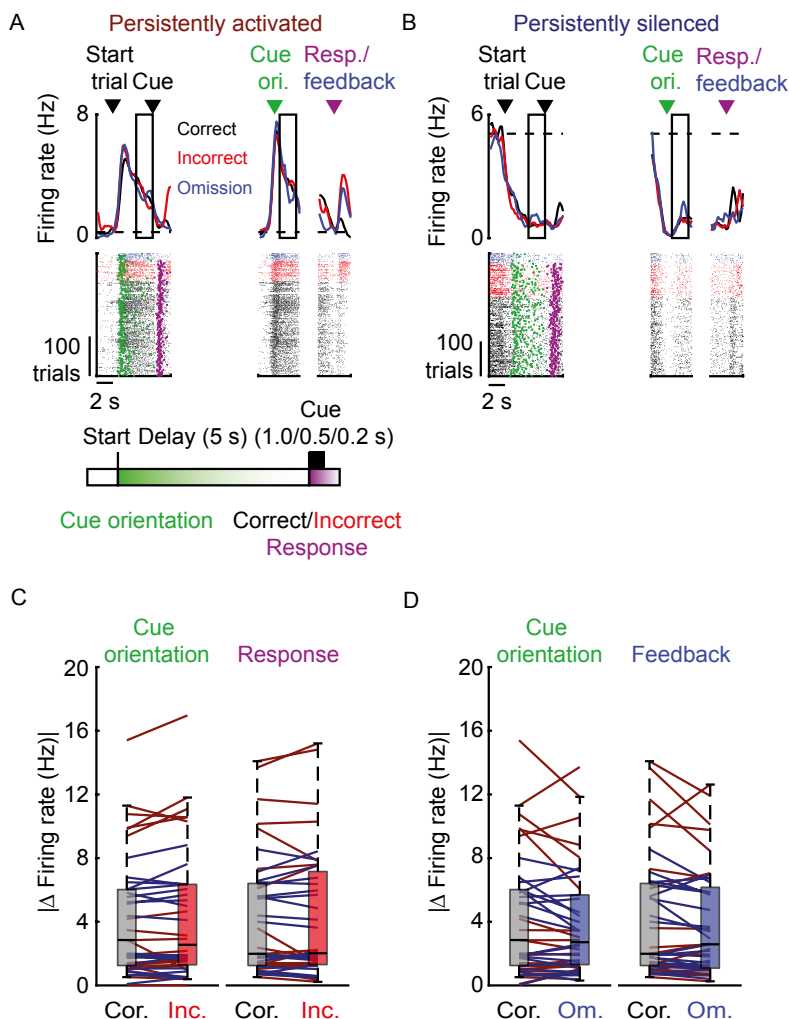 A
Persistently activated
Start
trial Cue
Cue
ori.
Resp./
feedback
Firing rate (Hz)
8
0
Correct
Incorrect
Omission
100
trials
2 s
B
Persistently silenced
Start
trial Cue
Cue
ori.
Resp./
feedback
Firing rate (Hz)
6
0
100
trials
2 s
Cue
Start Delay (5 s) (1.0/0.5/0.2 s)
Cue orientation
Correct/Incorrect
Response
C
Cue
orientation
Response
|Δ Firing rate (Hz)|
20
16
12
8
4
0
Cor. Inc. Cor. Inc.
D
Cue
orientation
Feedback
|Δ Firing rate (Hz)|
20
16
12
8
4
0
Cor. Om. Cor. Om.